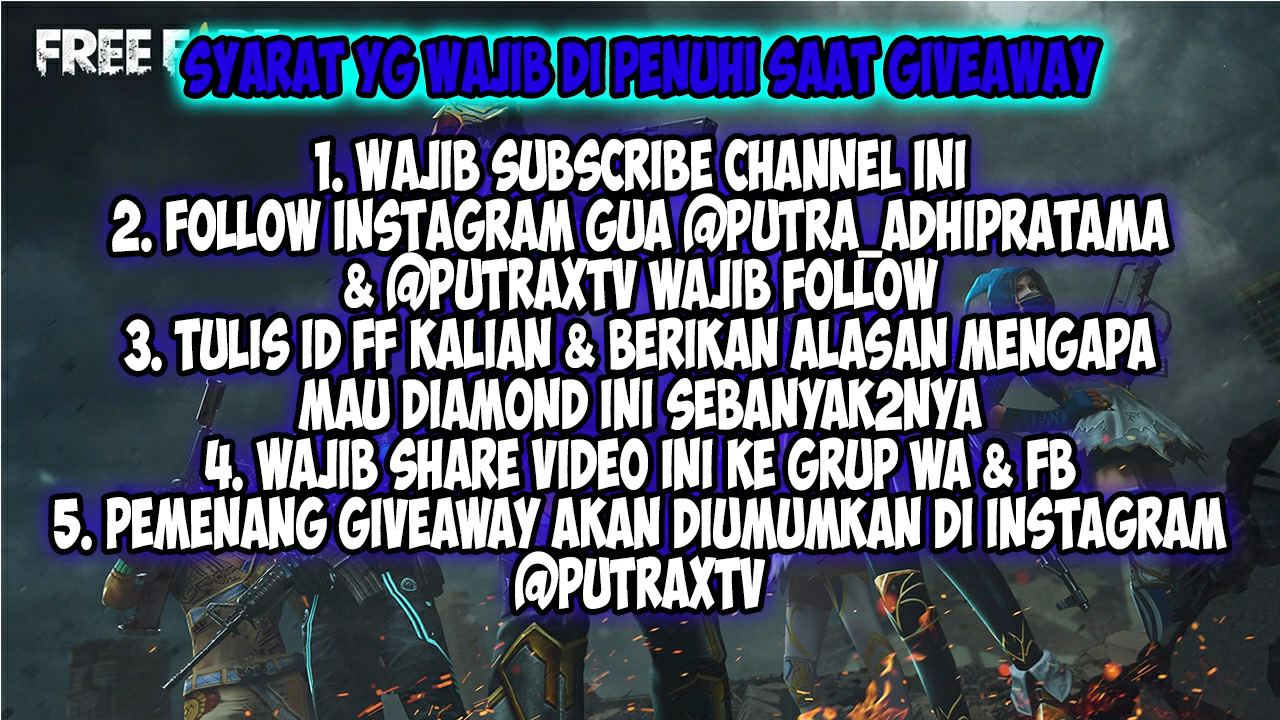 FREE
SYARAT YG WAJIB DI PENUHI SAAT GIVEAWAY
1. WAJIB SUBSCRIBE CHANNEL INI
2. FOLLOW INSTAGRAM GUA @PUTRA_ADHIPRATAMA
& @PUTRAXTV WAJIB FOLLOW
3. TULIS ID FF KALIAN & BERIKAN ALASAN MENGAPA
MAU DIAMOND INI SEBANYAK2NYA
4. WAJIB SHARE VIDEO INI KE GRUP WA & FB
5. PEMENANG GIVEAWAY AKAN DIUMUMKAN DI INSTAGRAM
@PUTRAXTV